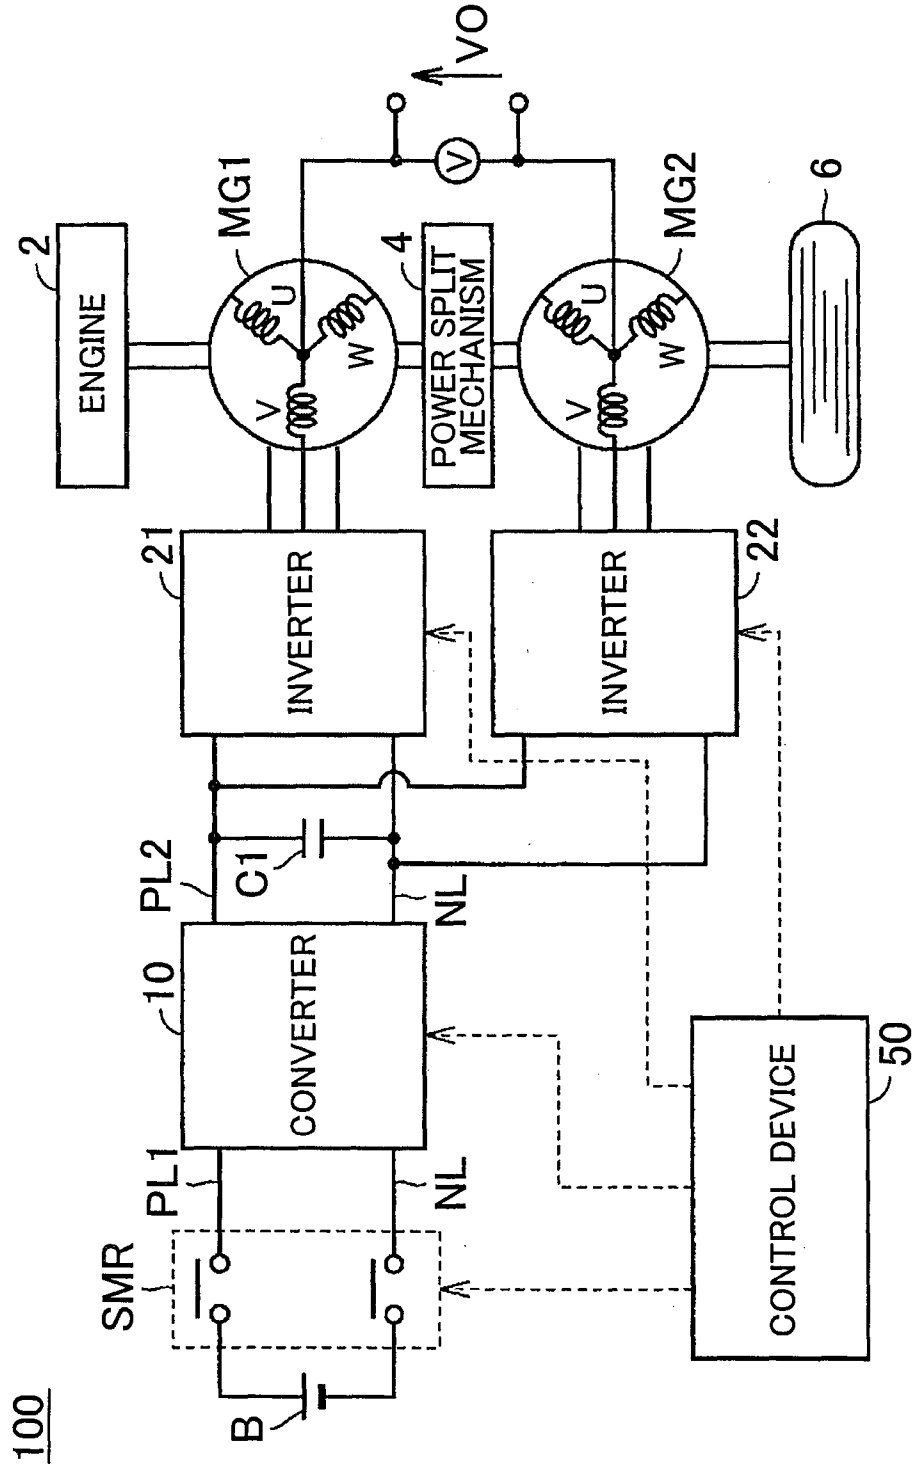 100
B
SMR
PL1
NL
10
CONVERTER
PL2
NL
C1
21
INVERTER
22
INVERTER
50
CONTROL DEVICE
2
ENGINE
MG1
U
V
W
4
POWER SPLIT
MECHANISM
MG2
U
V
W
6
V
VO